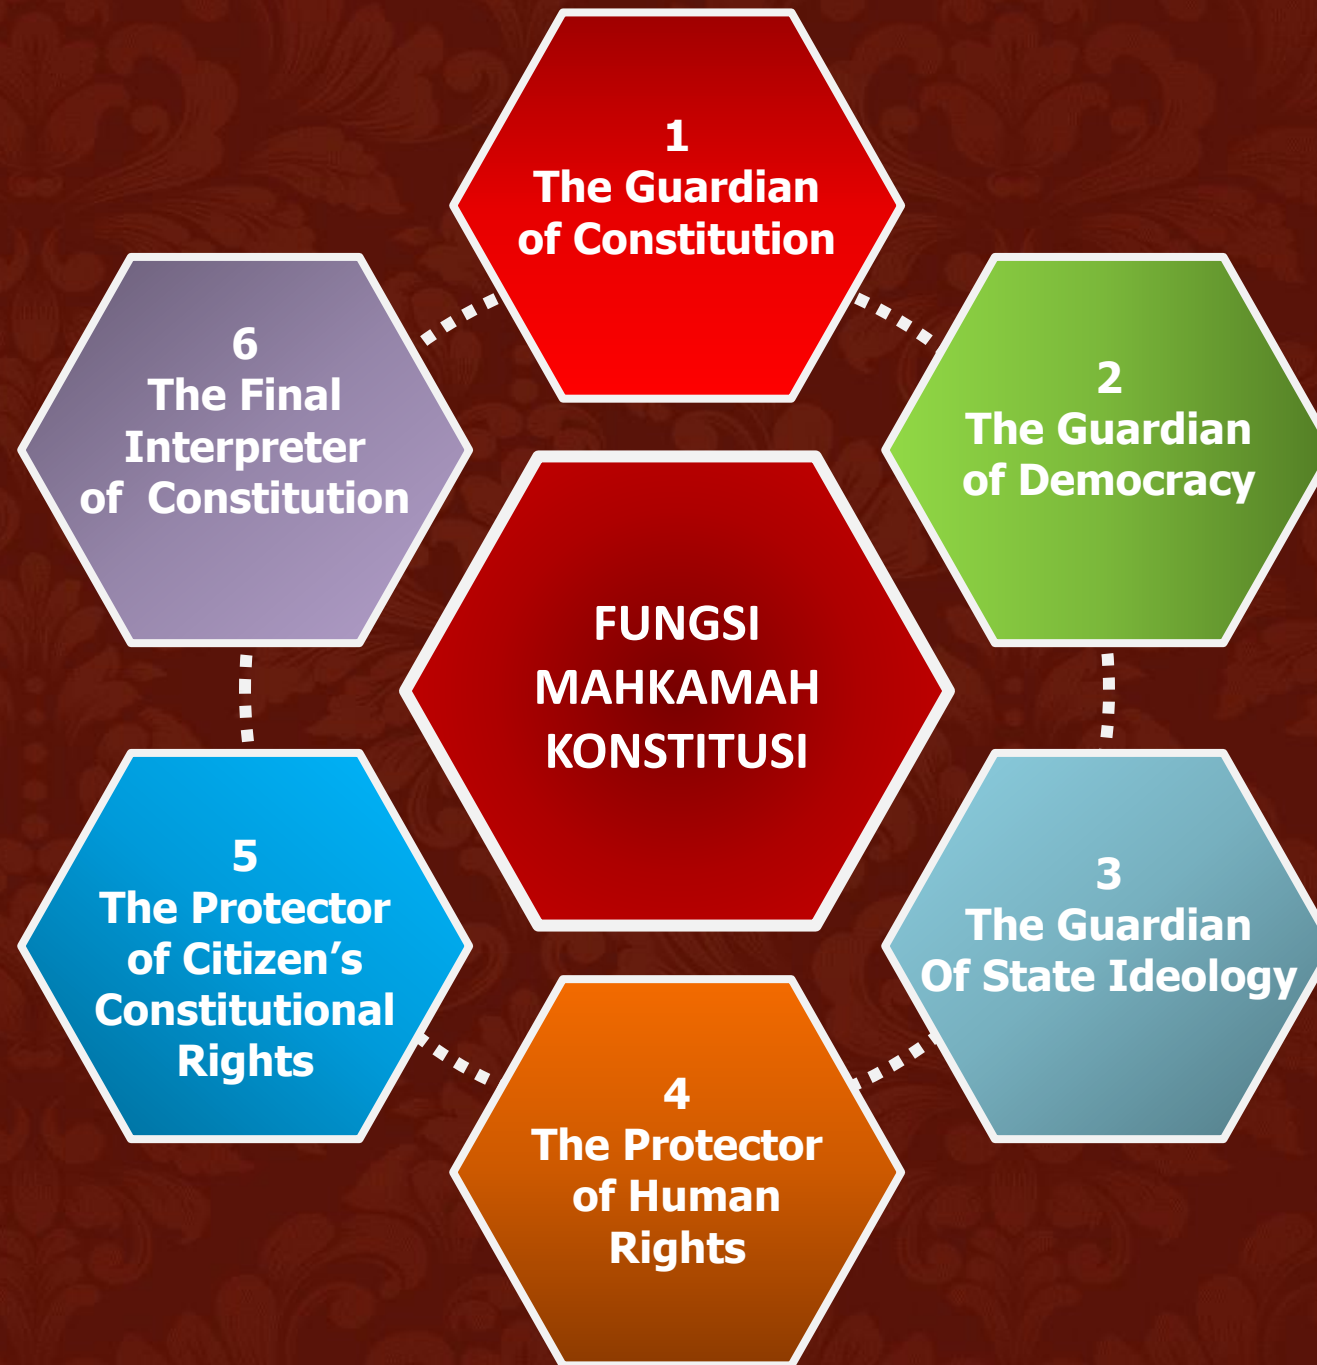 1
The Guardian
of Constitution
2
The Guardian
of Democracy
3
The Guardian
Of State Ideology
4
The Protector
of Human
Rights
5
The Protector
of Citizen’s
Constitutional
Rights
6
The Final
Interpreter
of  Constitution
FUNGSI
MAHKAMAH
KONSTITUSI